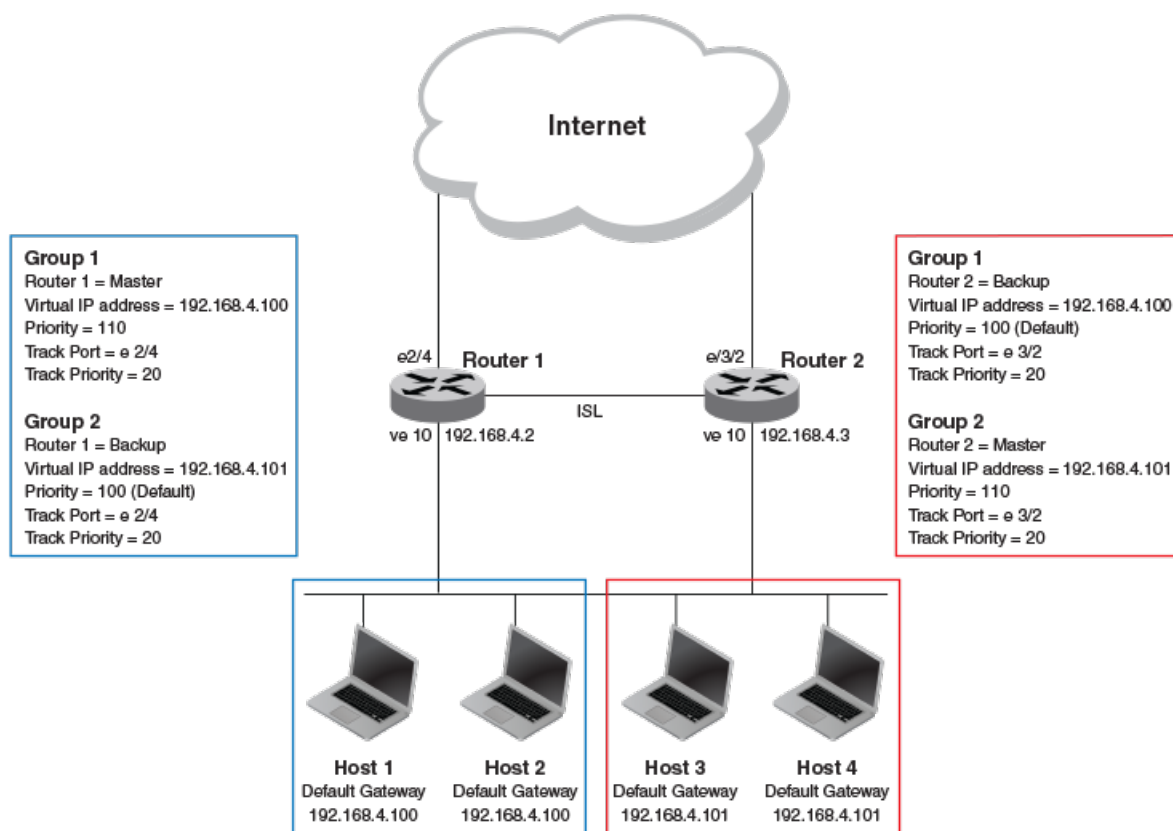 Internet
Group 1
Router 1 = Master
Virtual IP address = 192.168.4.100
Priority = 110
Track Port = e 2/4
Track Priority = 20
Group 2
Router 1 = Backup
Virtual IP address = 192.168.4.101
Priority = 100 (Default)
Track Port = e 2/4
Track Priority = 20
Group 1
Router 2 = Backup
Virtual IP address = 192.168.4.100
Priority = 100 (Default)
Track Port = e 3/2
Track Priority = 20
Group 2
Router 2 = Master
Virtual IP address = 192.168.4.101
Priority = 110
Track Port = e 3/2
Track Priority = 20
e2/4 Router 1
e/3/2 Router 2
ISL
ve 10 192.168.4.2
ve 10 192.168.4.3
Host 1
Default Gateway
192.168.4.100
Host 2
Default Gateway
192.168.4.100
Host 3
Default Gateway
192.168.4.101
Host 4
Default Gateway
192.168.4.101